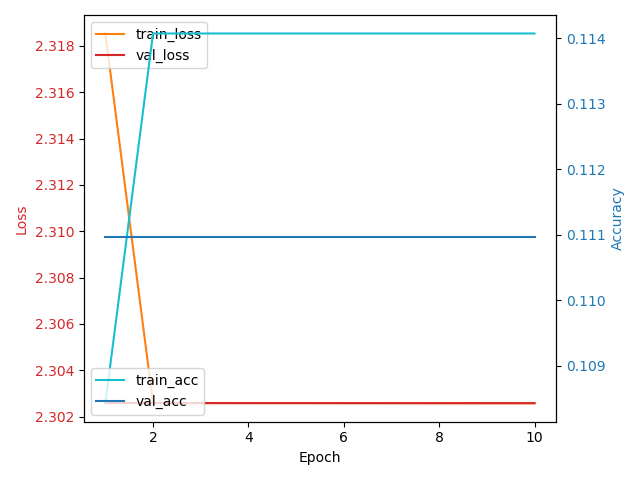 train_loss
val_loss
train_acc
val_acc
2.318
2.316
2.314
2.312
2.310
2.308
2.306
2.304
2.302
Loss
0.114
0.113
0.112
0.111
0.110
0.109
Accuracy
2 4 6 8 10
Epoch